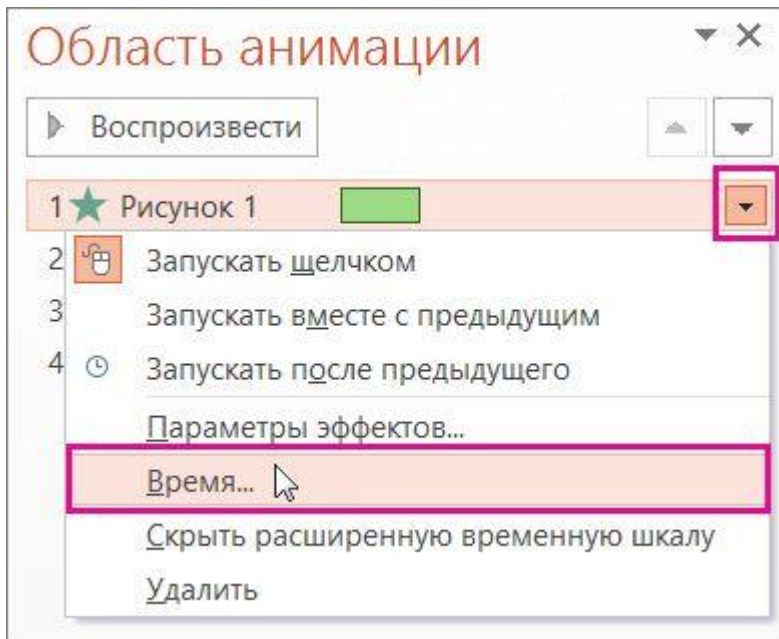 Область анимации
Воспроизвести
1 Рисунок 1
2 Запускать щелчком
3 Запускать вместе с предыдущим
4 Запускать после предыдущего
Параметры эффектов...
Время...
Скрыть расширенную временную шкалу
Удалить